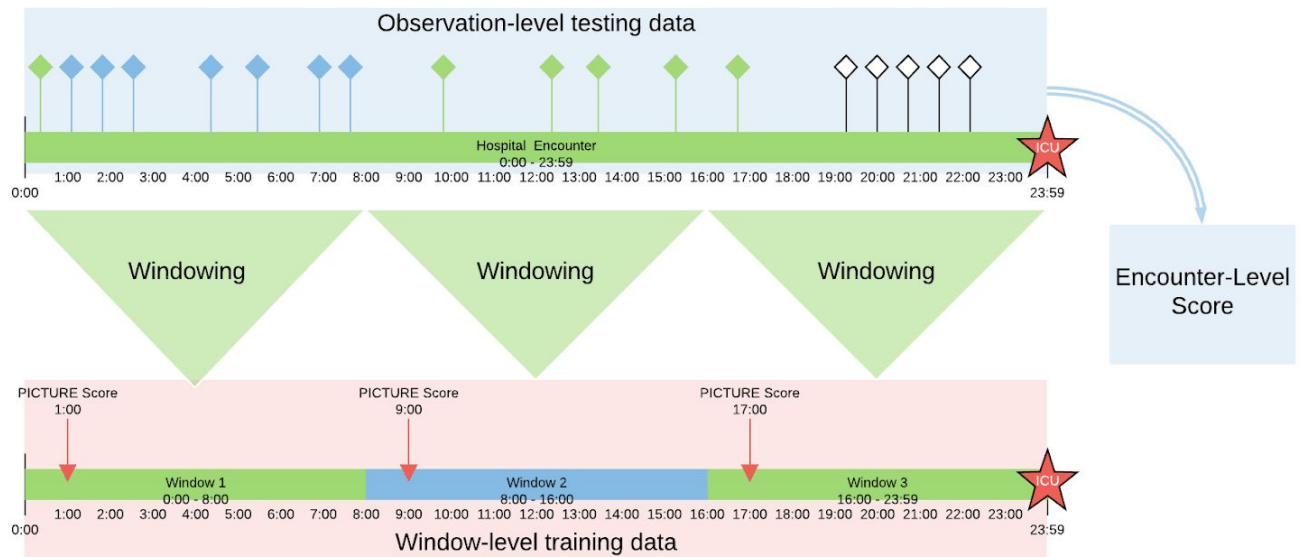 Observation-level testing data
Hospital Encounter
0:00 - 23:59
ICU
0:00 1:00 2:00 3:00 4:00 5:00 6:00 7:00 8:00 9:00 10:00 11:00 12:00 13:00 14:00 15:00 16:00 17:00 18:00 19:00 20:00 21:00 22:00 23:00 23:59
Windowing Windowing Windowing
Encounter-Level
Score
PICTURE Score PICTURE Score PICTURE Score
1:00 9:00 17:00
Window 1 Window 2 Window 3
0:00 - 8:00 8:00 - 16:00 16:00 - 23:59
ICU
0:00 1:00 2:00 3:00 4:00 5:00 6:00 7:00 8:00 9:00 10:00 11:00 12:00 13:00 14:00 15:00 16:00 17:00 18:00 19:00 20:00 21:00 22:00 23:00 23:59
Window-level training data